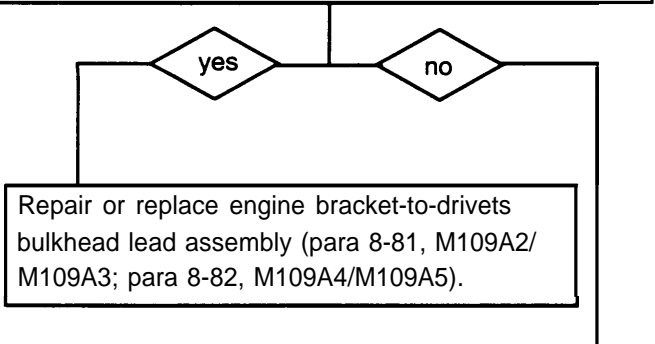 yes
no
Repair or replace engine bracket-to-drivets
bulkhead lead assembly (para 8-81, M109A2/
M109A3; para 8-82, M109A4/M109A5).